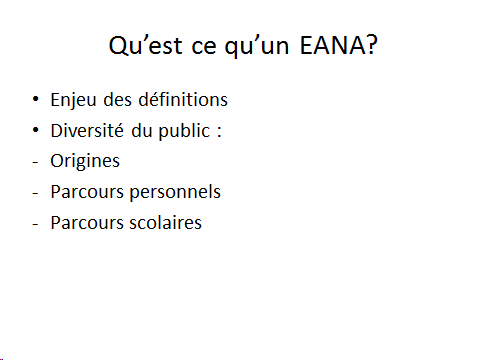 Qu’est ce qu’un EANA?
• Enjeu des définitions
• Diversité du public :
- Origines
- Parcours personnels
- Parcours scolaires